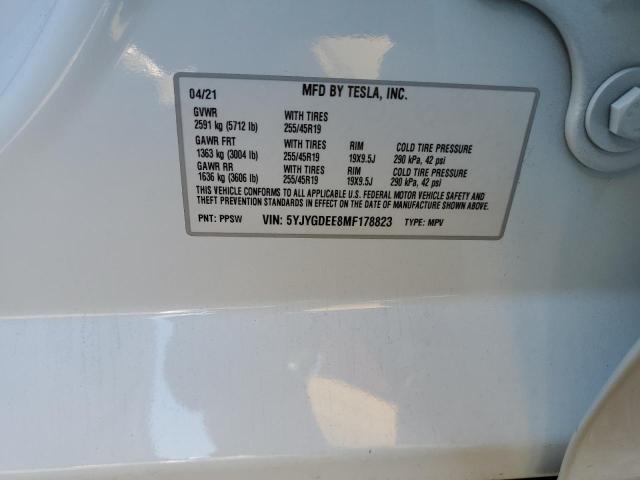 04/21 MFD BY TESLA, INC.
GVWR WITH TIRES
2591 kg (5712 lb) 255/45R19
GAWR FRT WITH TIRES RIM COLD TIRE PRESSURE
1363 kg (3004 lb) 255/45R19 19X9.5J 290 kPa, 42 psi
GAWR RR WITH TIRES RIM COLD TIRE PRESSURE
1636 kg (3606 lb) 255/45R19 19X9.5J 290 kPa, 42 psi
THIS VEHICLE CONFORMS TO ALL APPLICABLE U.S. FEDERAL MOTOR VEHICLE SAFETY AND
THEFT PREVENTION STANDARDS IN EFFECT ON THE DATE OF MANUFACTURE SHOWN ABOVE.
PNT: PPSW VIN: 5YJYGDEE8MF178823 TYPE: MPV